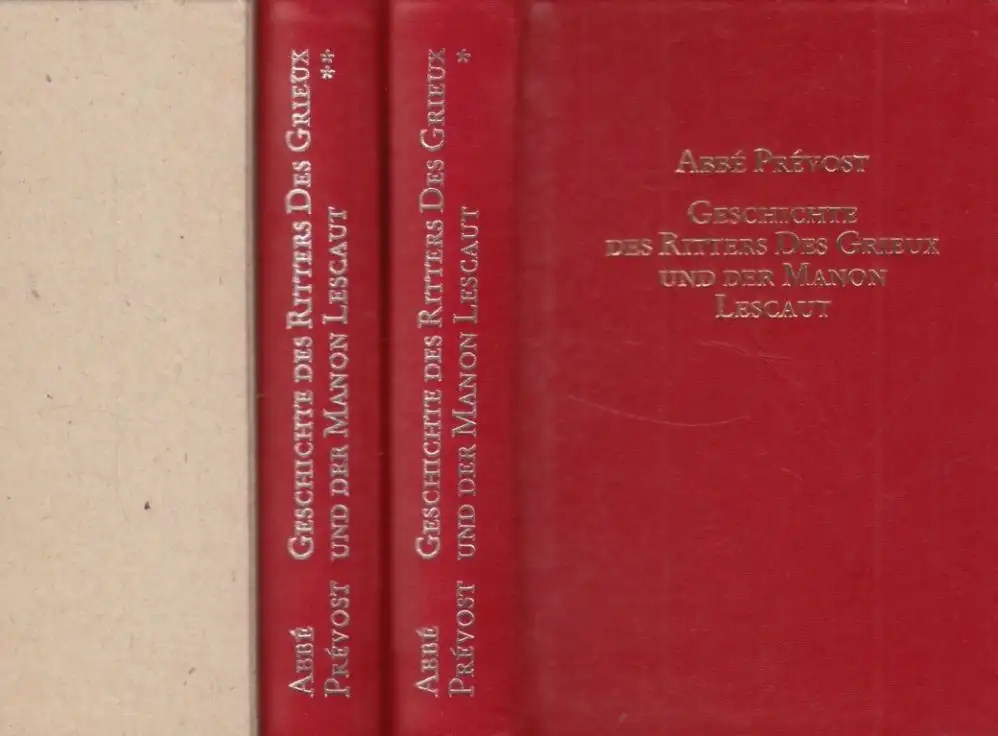 ABBÉ
PRÉVOST
GESCHICHTE DES RITTERS DES GRIEUX
UND DER MANON LESCAUT
**
ABBÉ
PRÉVOST
GESCHICHTE DES RITTERS DES GRIEUX
UND DER MANON LESCAUT
*
ABBÉ PRÉVOST
GESCHICHTE
DES RITTERS DES GRIEUX
UND DER MANON
LESCAUT